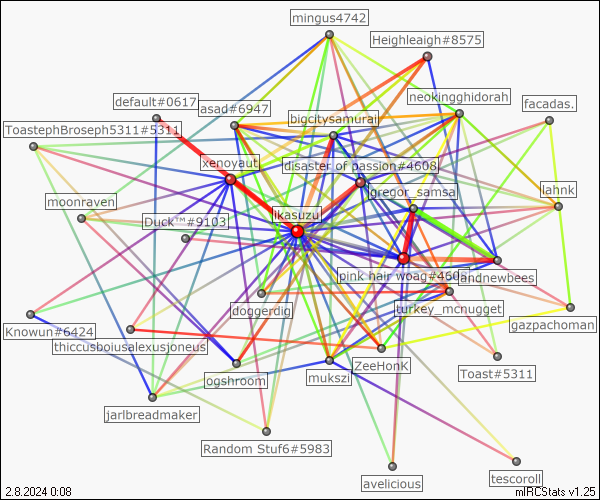 mingus4742
Heighleaigh#8575
default#0617
asad#6947
neokingghidorah
facadas.
bigcitysamurai
ToastephBroseph5311#5311
xenoyaut
disaster of passion#4608
gregor_samsa
lahnk
moonraven
Duck™#9103
likasuzu
pink hair woag#460
andnewbees
doggerdig
turkey_mcnugget
gazpachoman
Knowun#6424
thiccusboiusalexusjoneus
ZeeHonK
Toast#5311
ogshroom
mukszi
jarlbreadmaker
Random Stuf6#5983
avelicious
tescoroll
2.8.2024 0:08
mIRCStats v1.25